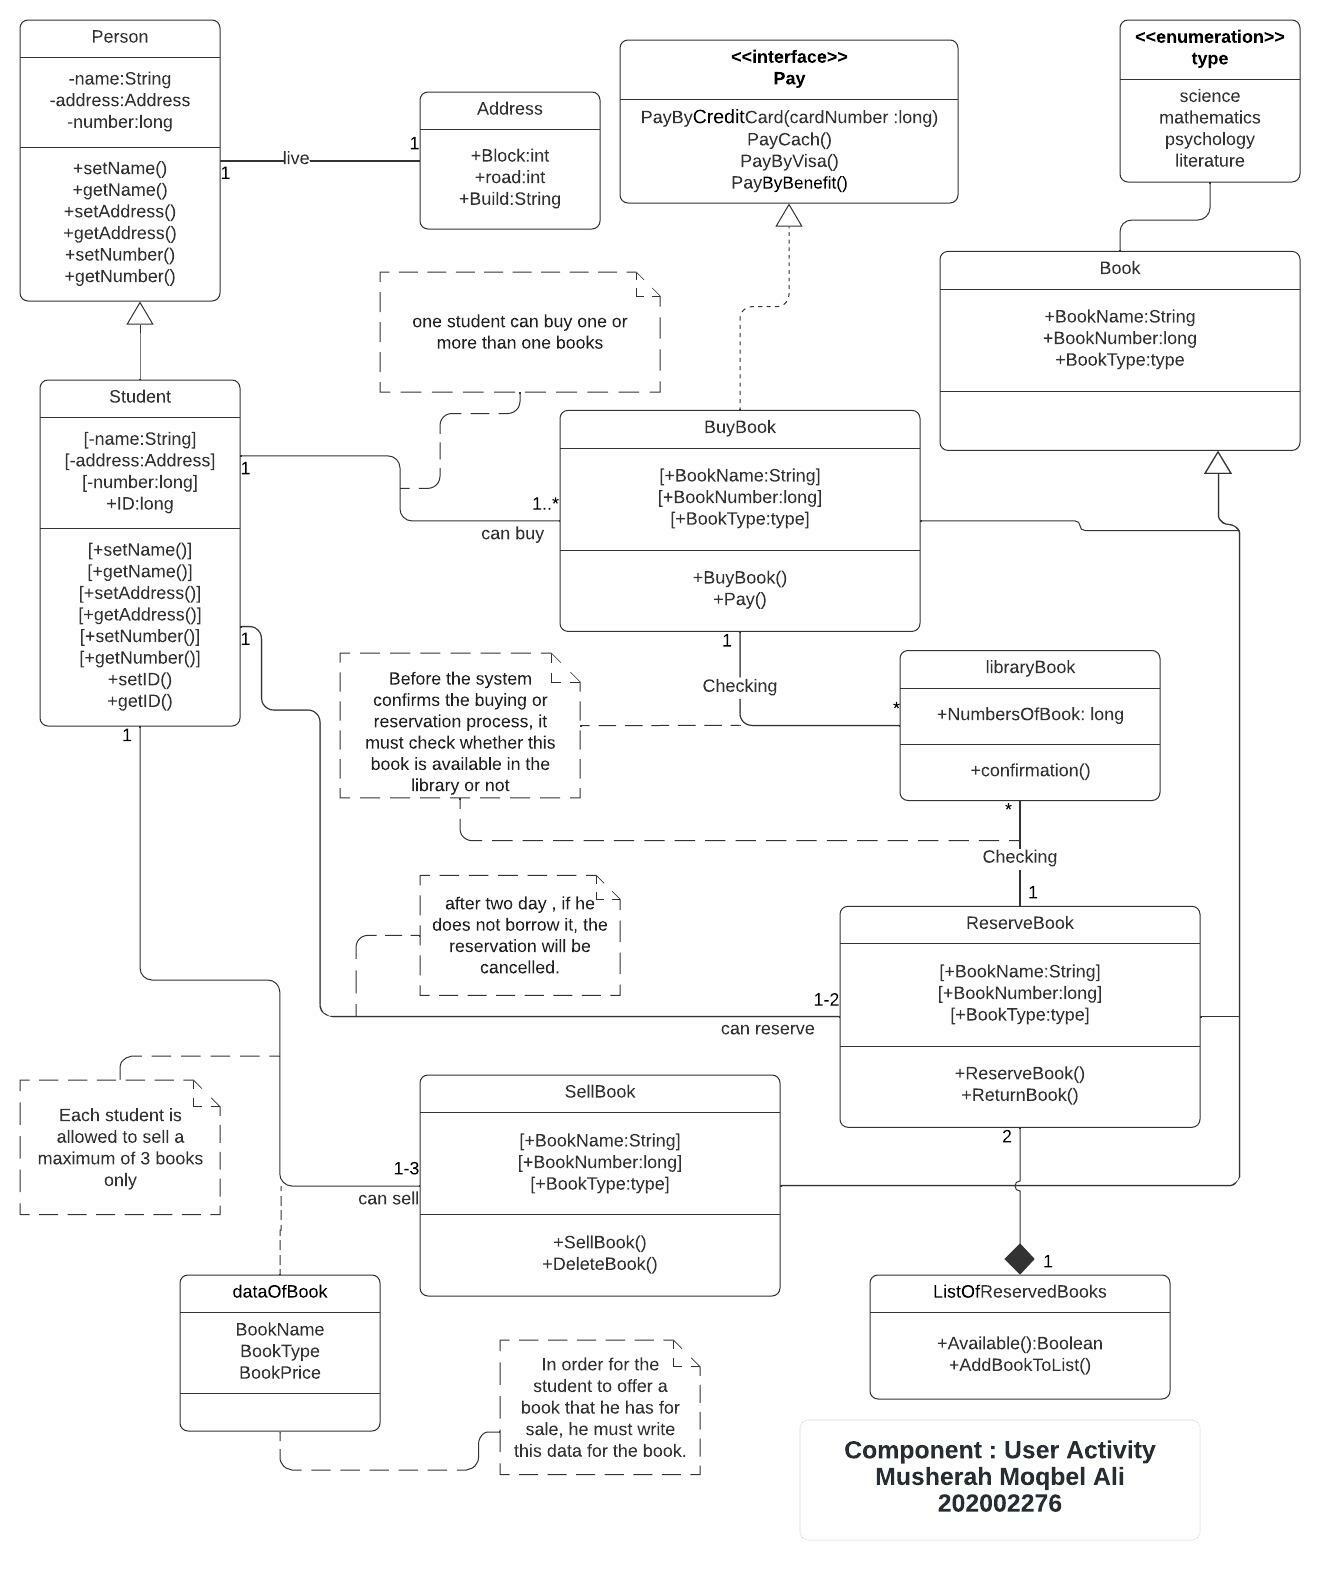 Person
-name:String
-address:Address
-number:long
+setName()
+getName()
+setAddress()
+getAddress()
+setNumber()
+getNumber()
live
1
1
Address
+Block:int
+road:int
+Build:String
<<interface>>
Pay
PayByCreditCard(cardNumber :long)
PayCach()
PayByVisa()
PayByBenefit()
<<enumeration>>
type
science
mathematics
psychology
literature
Book
+BookName:String
+BookNumber:long
+BookType:type
one student can buy one or
more than one books
Student
[-name:String]
[-address:Address]
[-number:long]
+ID:long
[+setName()]
[+getName()]
[+setAddress()]
[+getAddress()]
[+setNumber()]
[+getNumber()]
+setID()
+getID()
1
1..*
can buy
BuyBook
[+BookName:String]
[+BookNumber:long]
[+BookType:type]
+BuyBook()
+Pay()
1
1
Checking
*
libraryBook
+NumbersOfBook: long
+confirmation()
Before the system
confirms the buying or
reservation process, it
must check whether this
book is available in the
library or not
1
*
Checking
1
after two day , if he
does not borrow it, the
reservation will be
cancelled.
1-2
can reserve
ReserveBook
[+BookName:String]
[+BookNumber:long]
[+BookType:type]
+ReserveBook()
+ReturnBook()
Each student is
allowed to sell a
maximum of 3 books
only
1-3
can sell
SellBook
[+BookName:String]
[+BookNumber:long]
[+BookType:type]
+SellBook()
+DeleteBook()
2
1
dataOfBook
BookName
BookType
BookPrice
ListOfReservedBooks
+Available():Boolean
+AddBookToList()
In order for the
student to offer a
book that he has for
sale, he must write
this data for the book.
Component : User Activity
Musherah Moqbel Ali
202002276